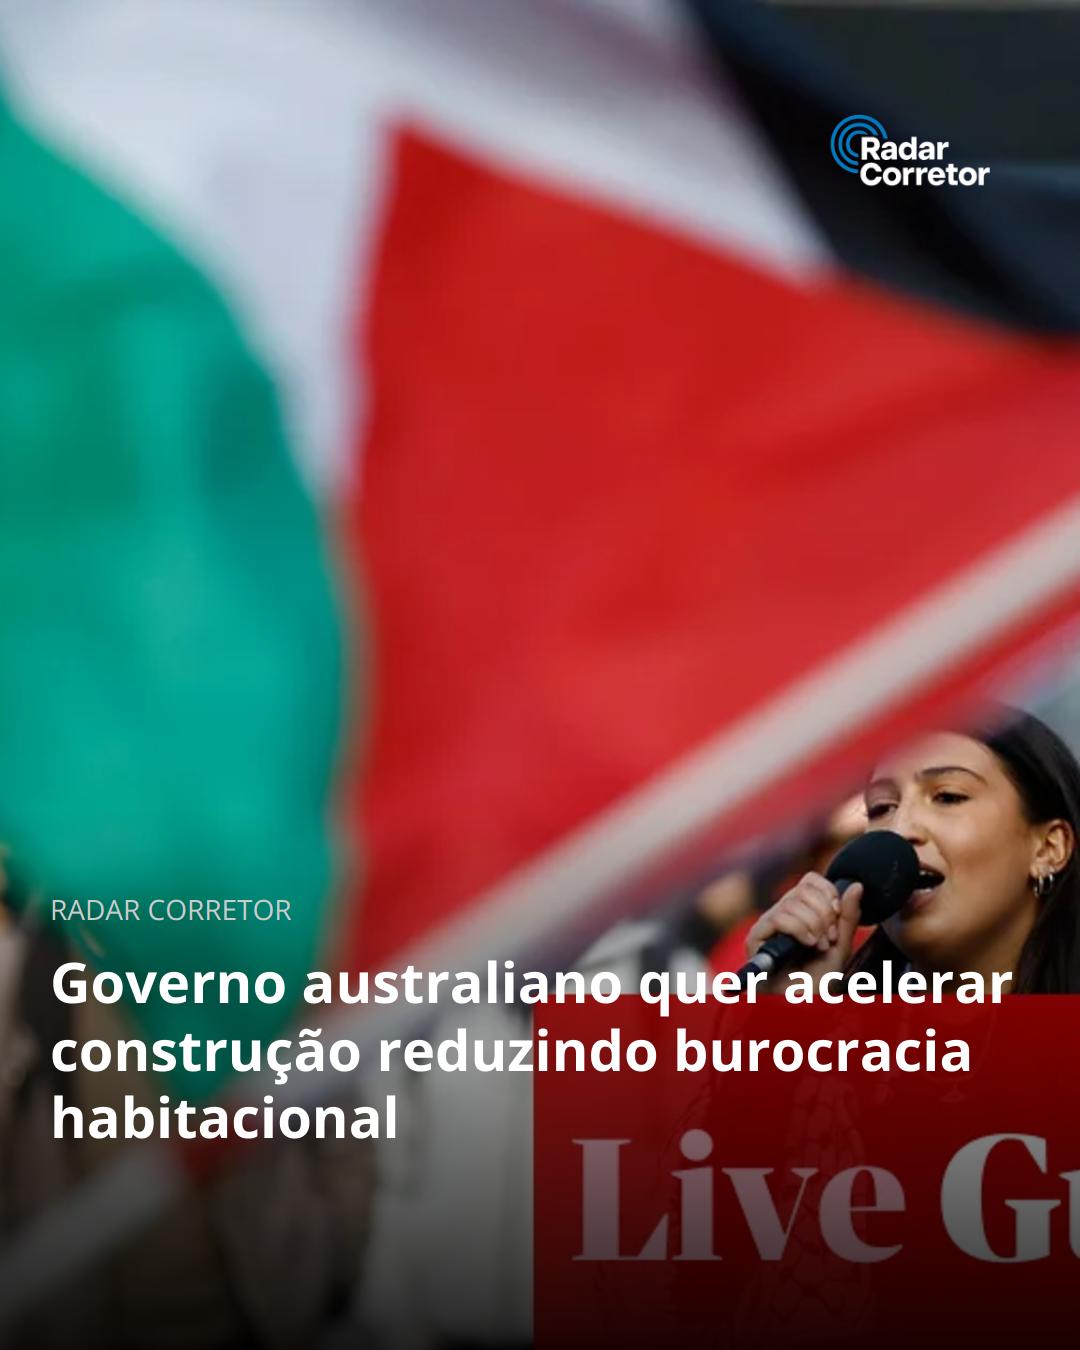 Radar
Corretor
RADAR CORRETOR
Governo australiano quer acelerar
construção reduzindo burocracia
habitacional
Live